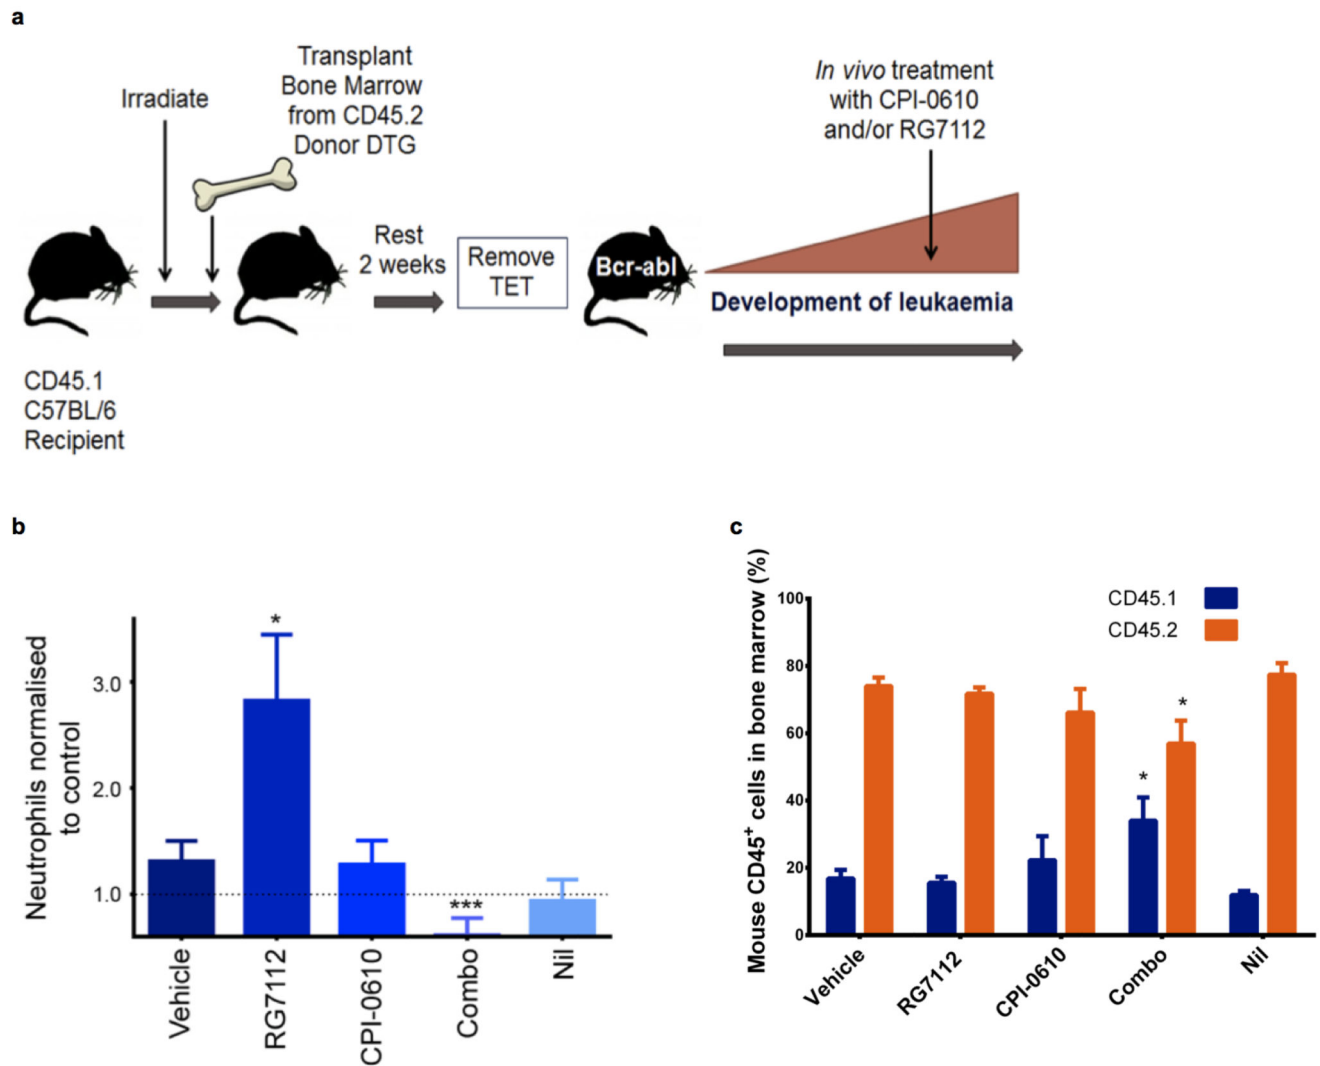 a
Transplant
Bone Marrow
from CD45.2
Donor DTG
Irradiate
In vivo treatment
with CPI-0610
and/or RG7112
Rest
2 weeks
Remove
TET
Bcr-abl
Development of leukaemia
CD45.1
C57BL/6
Recipient
b
Neutrophils normalised
to control
3.0
2.0
1.0
*
***
Vehicle
RG7112
CPI-0610
Combo
Nil
c
Mouse CD45+ cells in bone marrow (%)
100
80
60
40
20
0
CD45.1
CD45.2
*
*
Vehicle
RG7112
CPI-0610
Combo
Nil